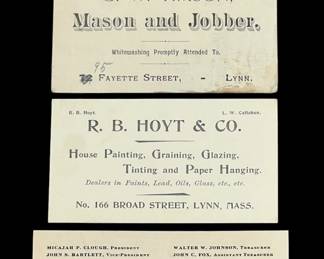 Mason and Jobber.
Whitewashing Promptly Attended To.
95
72 Fayette Street, - Lynn.
R. B. Hoyt. L. W. Callahan.
R. B. HOYT & CO.
House Painting, Graining, Glazing,
Tinting and Paper Hanging.
Dealers in Paints, Lead, Oils, Glass, etc., etc.
No. 166 BROAD STREET, LYNN, MASS.
MICAJAH P. CLOUGH, PRESIDENT WALTER W. JOHNSON, TREASURER
JOHN S. BARTLETT, VICE-PRESIDENT JOHN C. FOX, ASSISTANT TREASURER